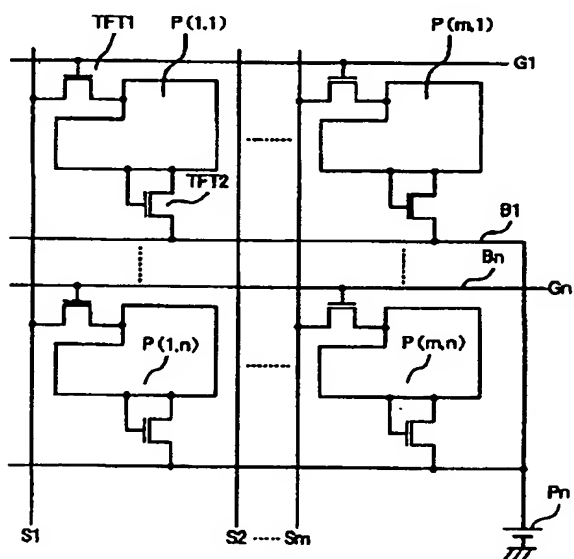 TFT1 P(1,1) P(m,1)
G1
TFT2
B1
Bn
Gn
P(1,n) P(m,n)
Pn
S1 S2 Sm